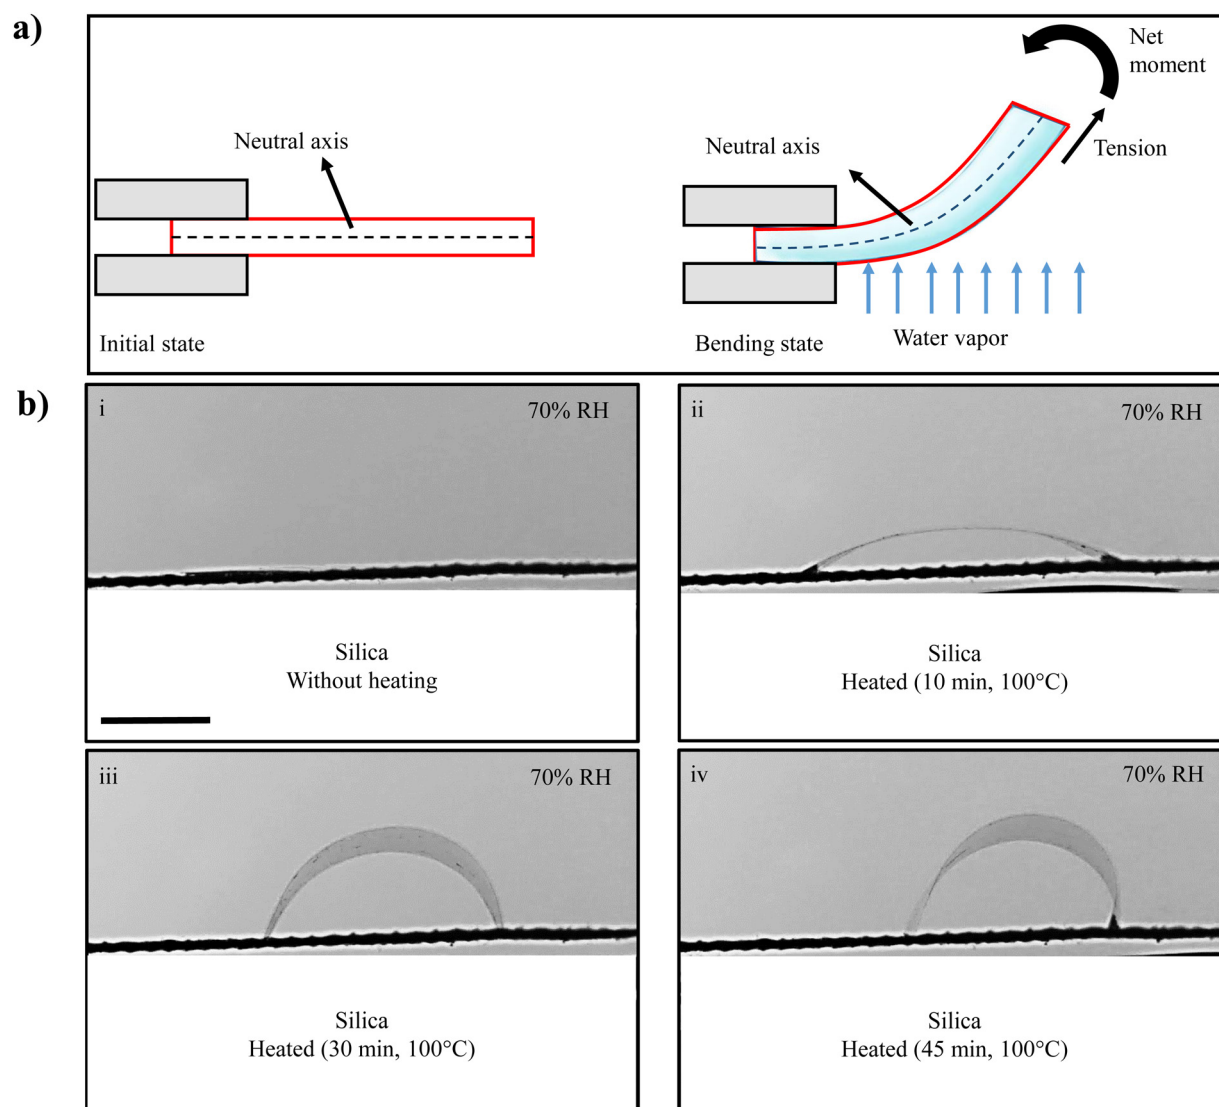 a)
Neutral axis
Initial state
Neutral axis
Net
moment
Tension
Bending state
Water vapor
b)
i
70% RH
Silica
Without heating
ii
70% RH
Silica
Heated (10 min, 100°C)
iii
70% RH
Silica
Heated (30 min, 100°C)
iv
70% RH
Silica
Heated (45 min, 100°C)